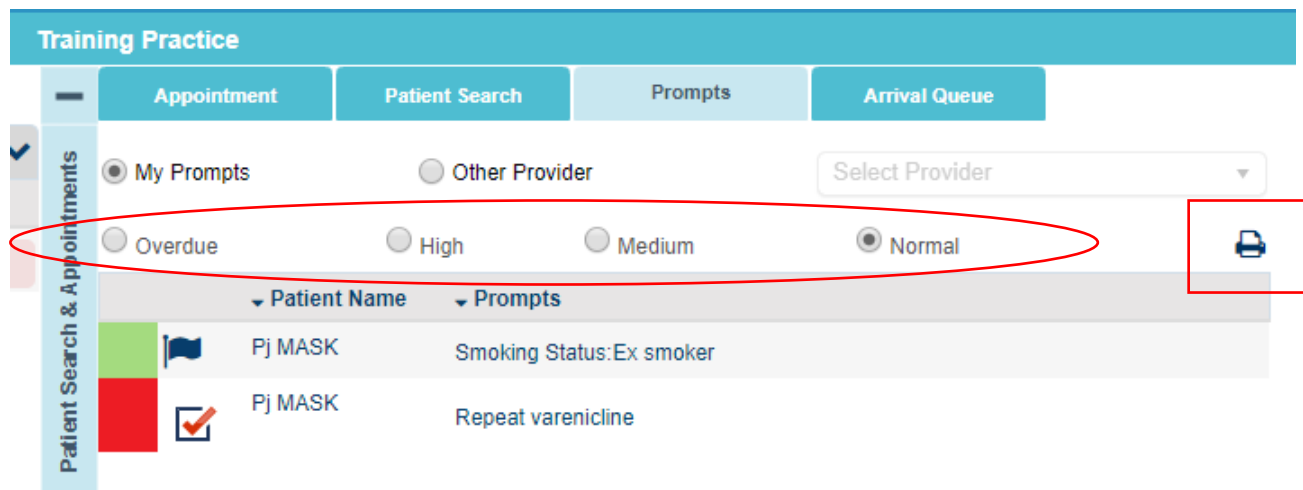 Training Practice
Appointment Patient Search Prompts Arrival Queue
Patient Search & Appointments
My Prompts Other Provider Select Provider
Overdue High Medium Normal
Patient Name Prompts
Pj MASK Smoking Status:Ex smoker
Pj MASK Repeat varenicline